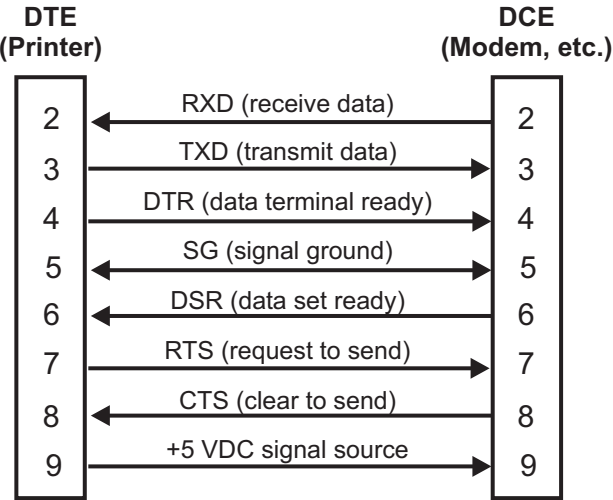 DTE
(Printer)
DCE
(Modem, etc.)
2 RXD (receive data) 2
3 TXD (transmit data) 3
4 DTR (data terminal ready) 4
5 SG (signal ground) 5
6 DSR (data set ready) 6
7 RTS (request to send) 7
8 CTS (clear to send) 8
9 +5 VDC signal source 9